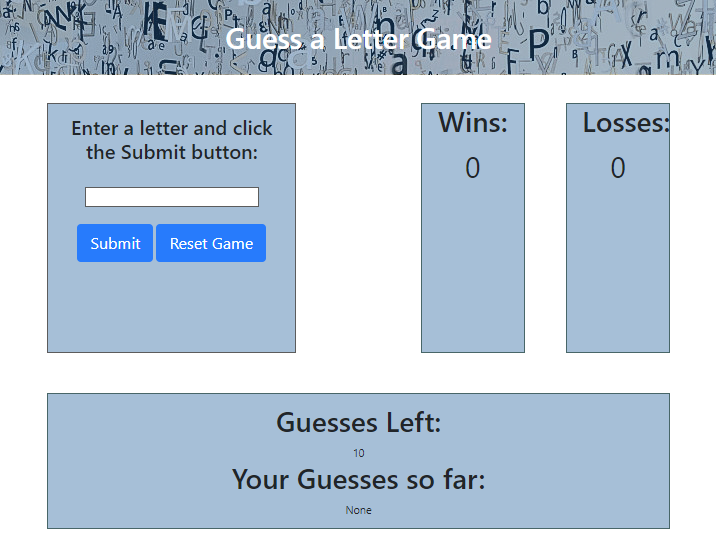 Guess a Letter Game
Enter a letter and click
the Submit button:
Submit Reset Game
Wins:
0
Losses:
0
Guesses Left:
10
Your Guesses so far:
None